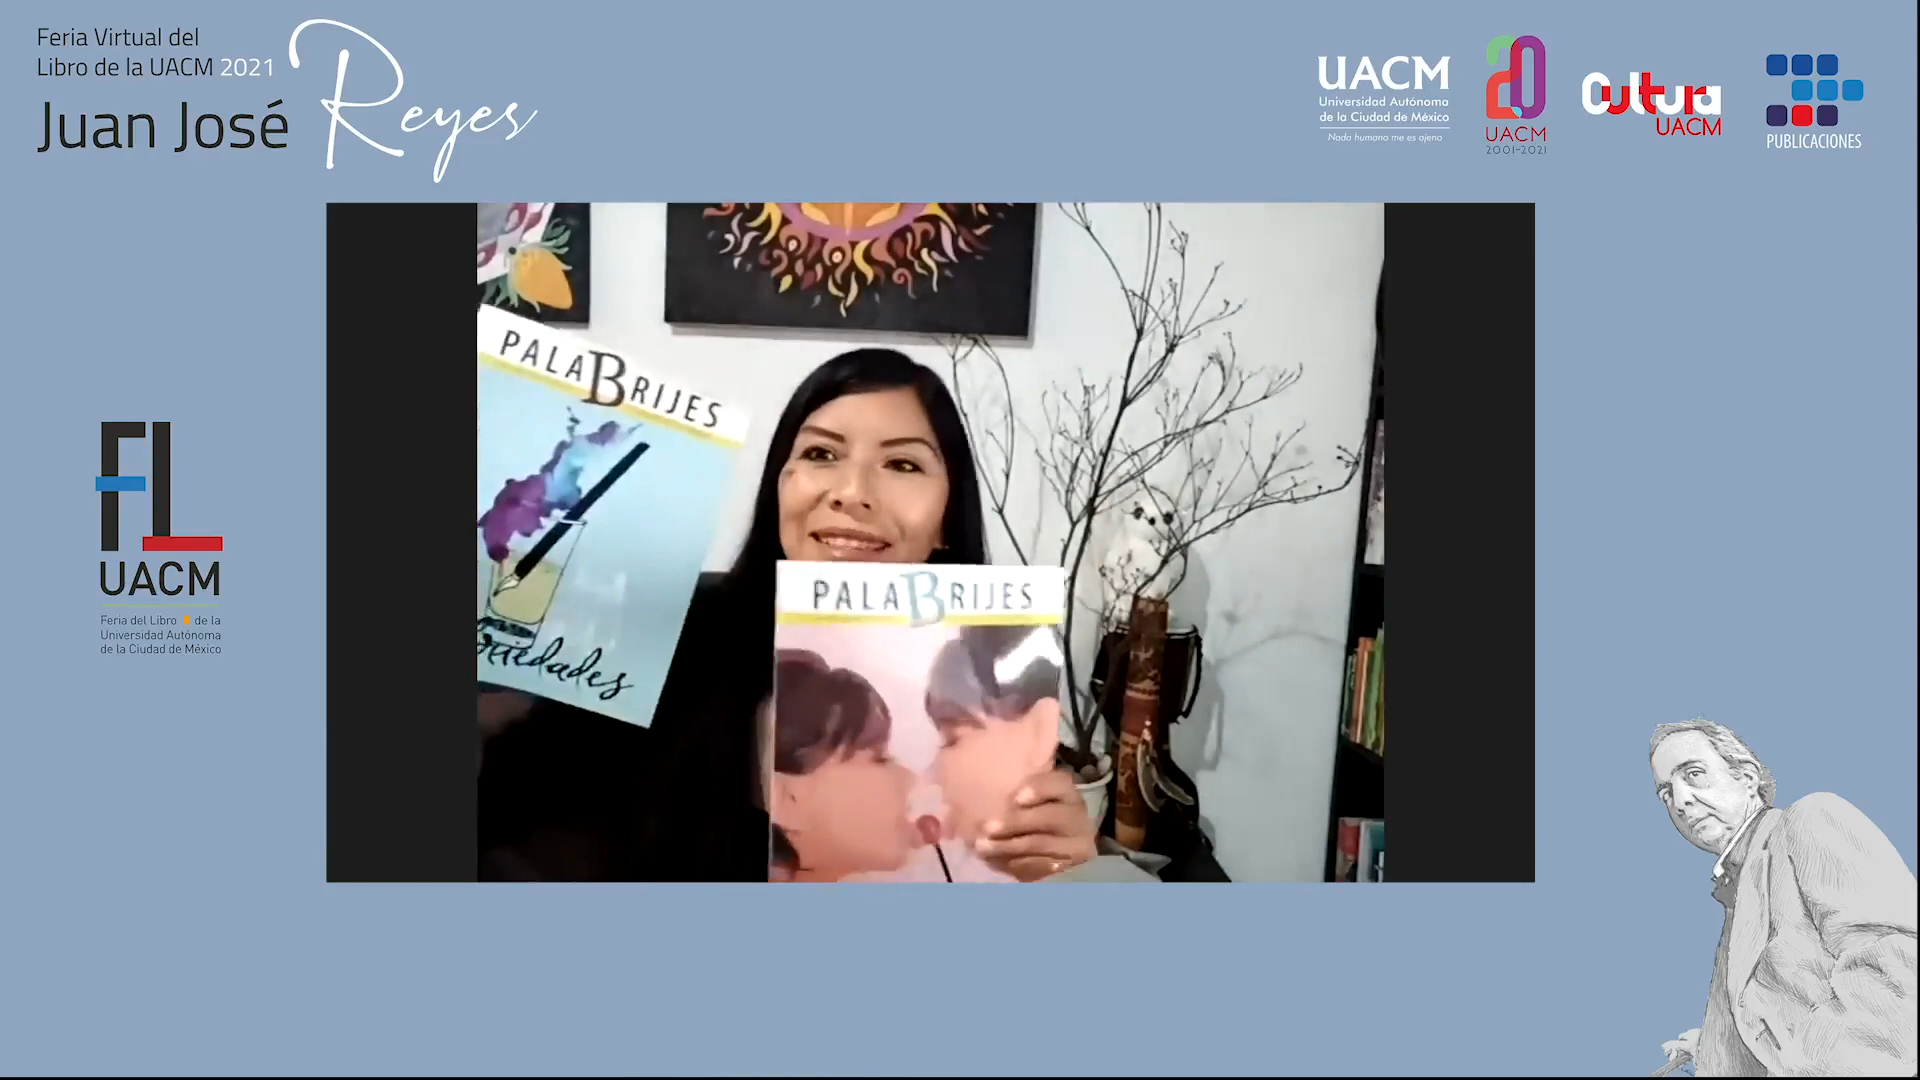 Feria Virtual del
Libro de la UACM 2021
Juan José Reyes
UACM
Universidad Autónoma
de la Ciudad de México
Nada humano me es ajeno
20
UACM
2001-2021
Cultura
UACM
PUBLICACIONES
FL
UACM
Feria del Libro de la
Universidad Autónoma
de la Ciudad de México
PALABRIJES
PALABRIJES